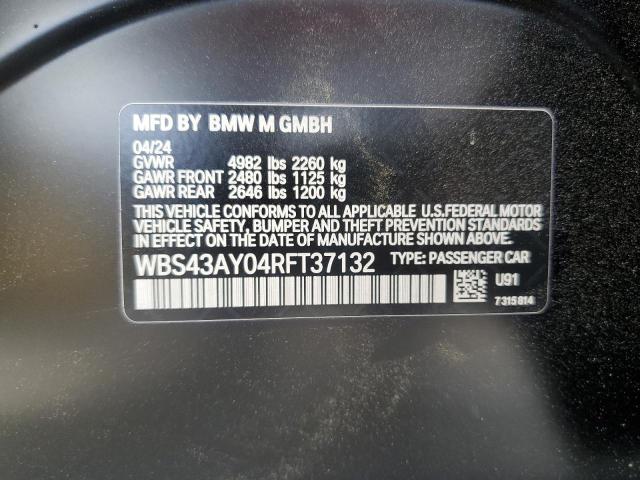 MFD BY BMW M GMBH
04/24
GVWR 4982 lbs 2260 kg
GAWR FRONT 2480 lbs 1125 kg
GAWR REAR 2646 lbs 1200 kg
THIS VEHICLE CONFORMS TO ALL APPLICABLE U.S.FEDERAL MOTOR
VEHICLE SAFETY, BUMPER AND THEFT PREVENTION STANDARDS
IN EFFECT ON THE DATE OF MANUFACTURE SHOWN ABOVE.
WBS43AY04RFT37132 TYPE: PASSENGER CAR
U91
7315814